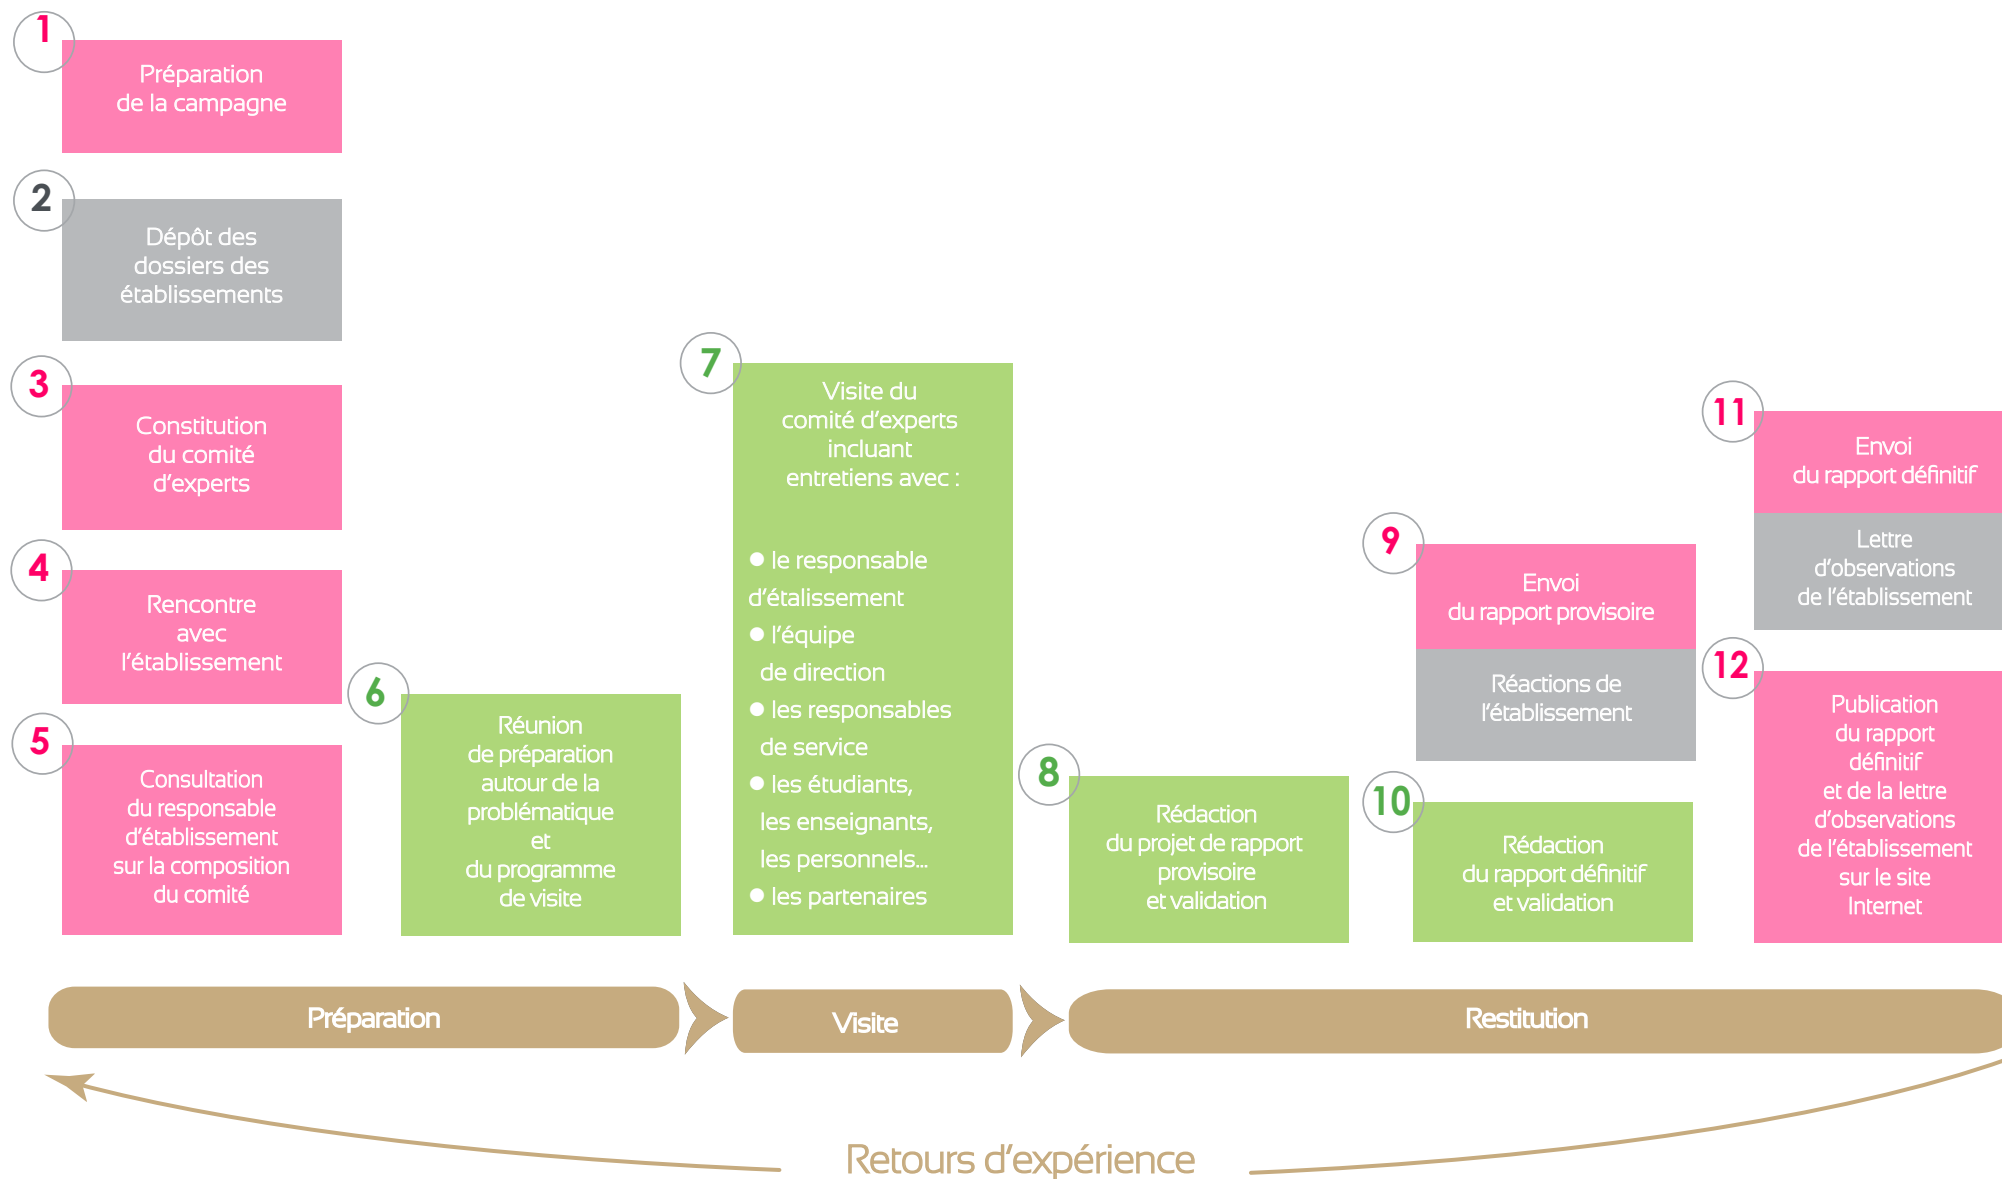 1
Préparation
de la campagne
2
Dépôt des
dossiers des
établissements
3
Constitution
du comité
d’experts
4
Rencontre
avec
l’établissement
5
Consultation
du responsable
d’établissement
sur la composition
du comité
6
Réunion
de préparation
autour de la
problématique
et
du programme
de visite
7
Visite du
comité d’experts
incluant
entretiens avec :
● le responsable
d’étalissement
● l’équipe
de direction
● les responsables
de service
● les étudiants,
les enseignants,
les personnels...
● les partenaires
8
Rédaction
du projet de rapport
provisoire
et validation
9
Envoi
du rapport provisoire
Réactions de
l’établissement
10
Rédaction
du rapport définitif
et validation
11
Envoi
du rapport définitif
Lettre
d’observations
de l’établissement
12
Publication
du rapport
définitif
et de la lettre
d’observations
de l’établissement
sur le site
Internet
Préparation
Visite
Restitution
Retours d’expérience